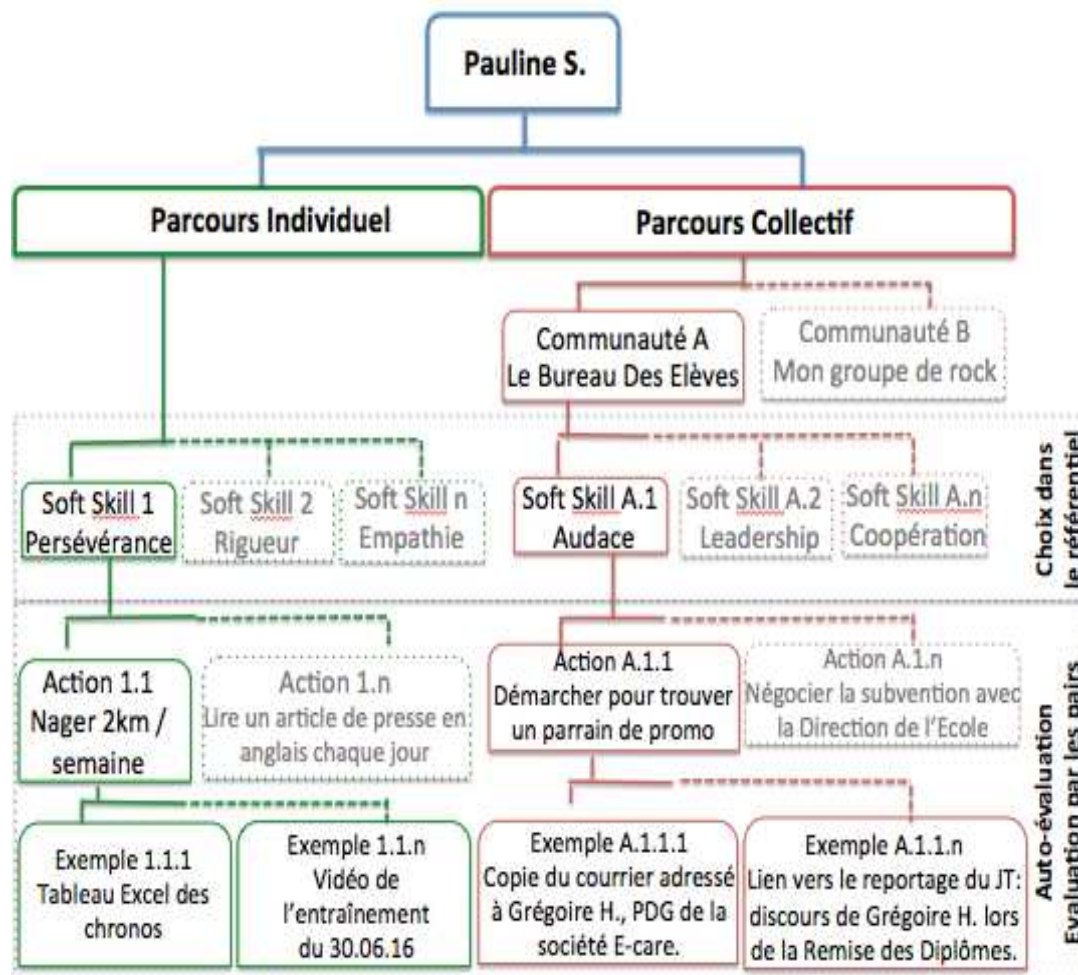 Pauline S.
Parcours Individuel
Parcours Collectif
Communauté A
Le Bureau Des Elèves
Communauté B
Mon groupe de rock
Soft Skill 1
Persévérance
Soft Skill 2
Rigueur
Soft Skill n
Empathie
Soft Skill A.1
Audace
Soft Skill A.2
Leadership
Soft Skill A.n
Coopération
Choix dans
le référentiel
Action 1.1
Nager 2km /
semaine
Action 1.n
Lire un article de presse en
anglais chaque jour
Action A.1.1
Démarcher pour trouver
un parrain de promo
Action A.1.n
Négocier la subvention avec
la Direction de l'Ecole
Exemple 1.1.1
Tableau Excel des
chronos
Exemple 1.1.n
Vidéo de
l'entraînement
du 30.06.16
Exemple A.1.1.1
Copie du courrier adressé
à Grégoire H., PDG de la
société E-care.
Exemple A.1.1.n
Lien vers le reportage du JT:
discours de Grégoire H. lors
de la Remise des Diplômes.
Auto-évaluation
Evaluation par les pairs